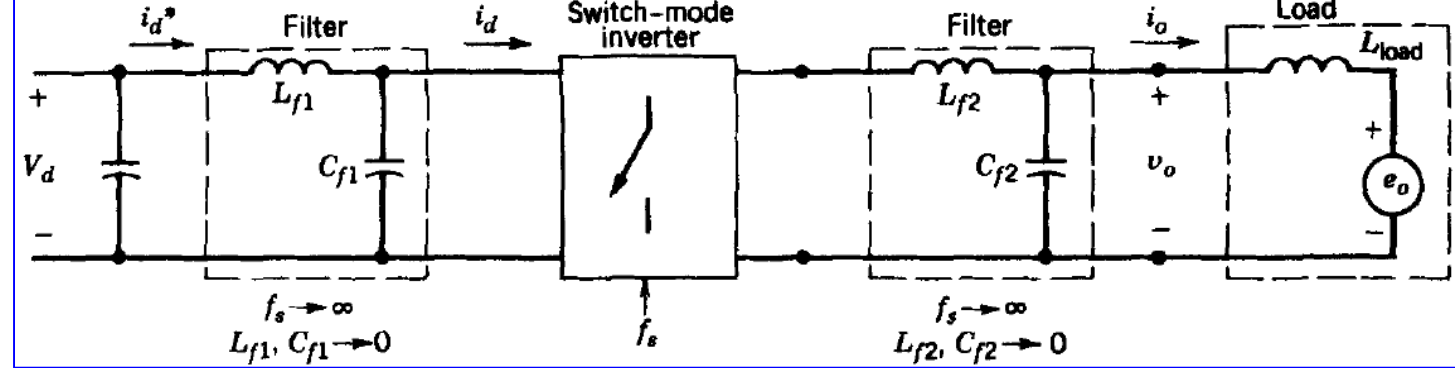 i_d*
Filter
i_d
Switch-mode
inverter
Filter
i_o
Load
+
L_f1
L_f2
+
L_load
V_d
C_f1
C_f2
v_o
+
e_o
−
−
−
f_s → ∞
L_f1, C_f1 → 0
f_s
f_s → ∞
L_f2, C_f2 → 0